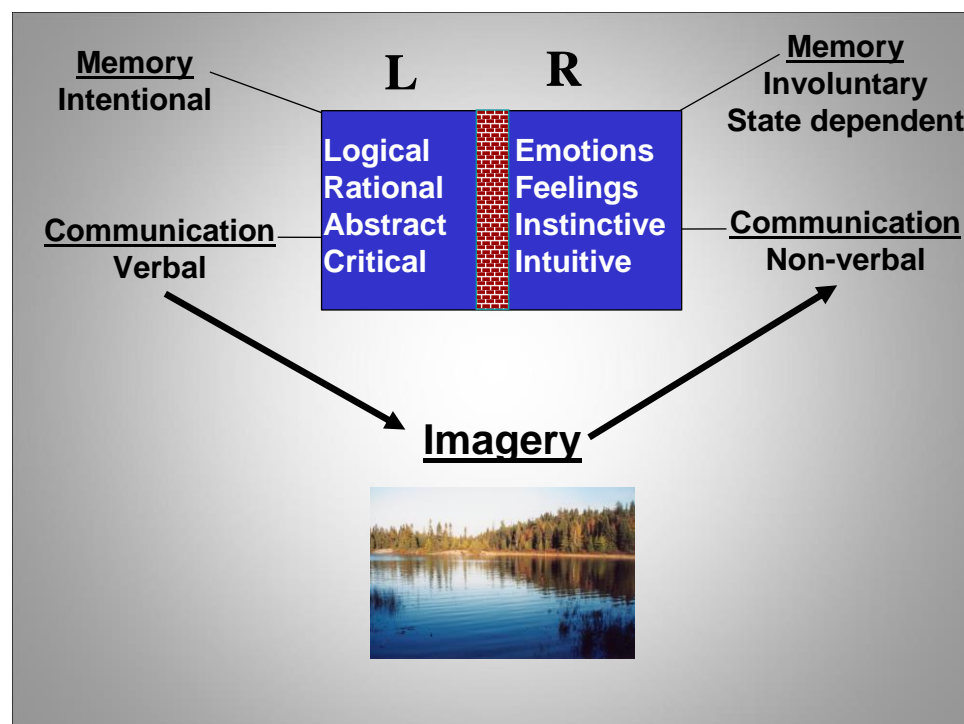 L
R
Memory
Intentional
Memory
Involuntary
State dependent
Logical
Rational
Abstract
Critical
Emotions
Feelings
Instinctive
Intuitive
Communication
Verbal
Communication
Non-verbal
Imagery